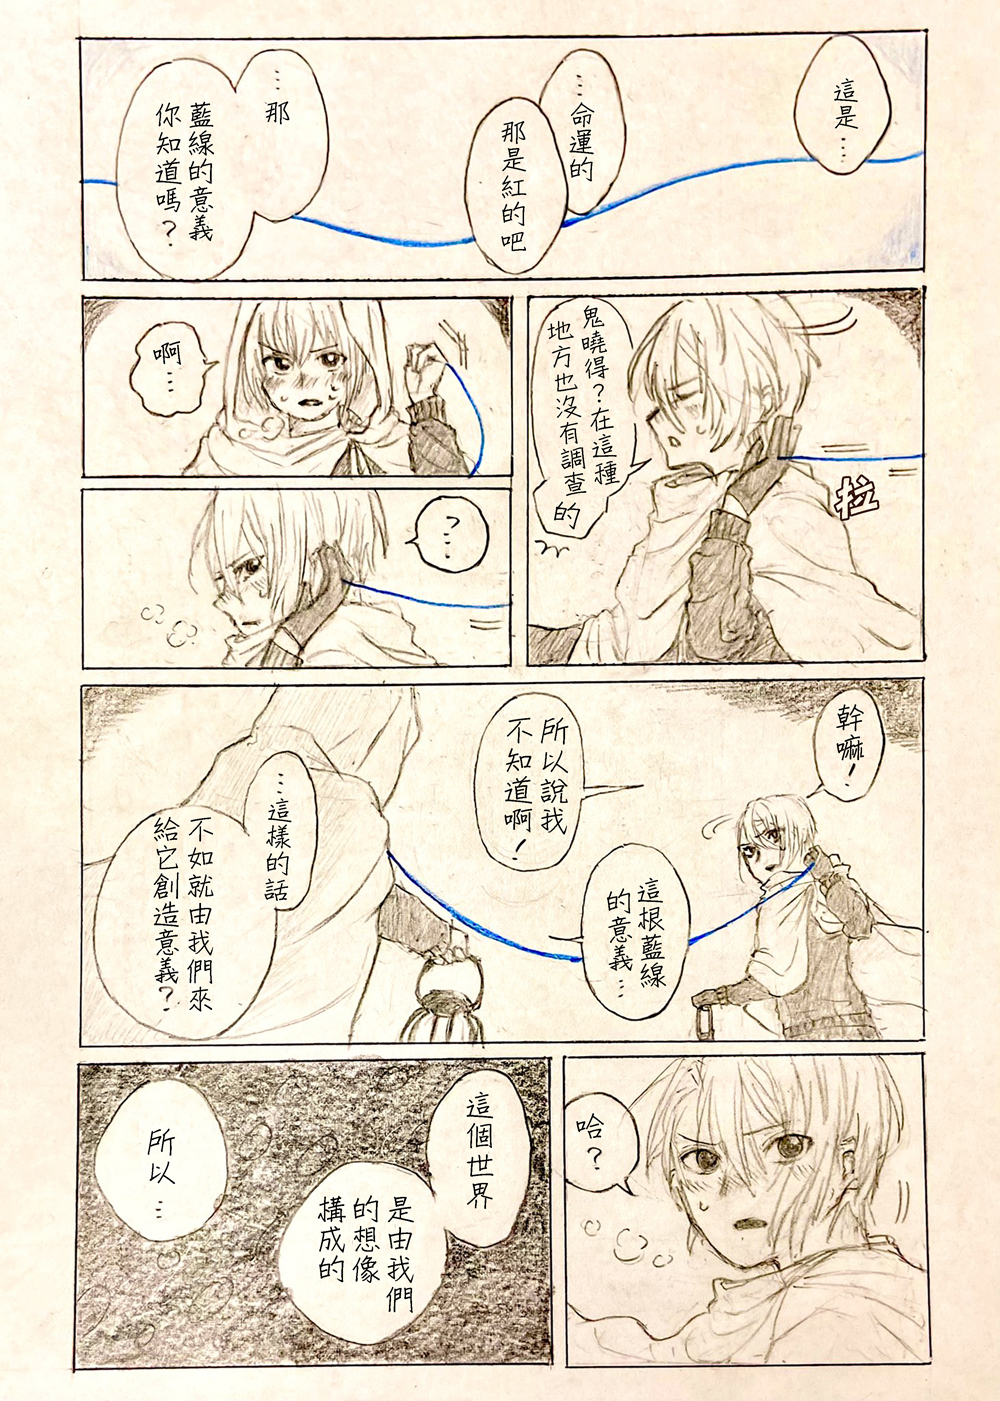 這是…
…命運的
那是紅的吧
…那
藍線的意義
你知道嗎？
鬼曉得？在這種
地方也沒有調查的
拉
啊…
？…
幹嘛！
所以說我
不知道啊！
這根藍線
的意義…
…這樣的話
不如就由我們來
給它創造意義？
哈？
這個世界
是由我們
的想像
構成的
所以…